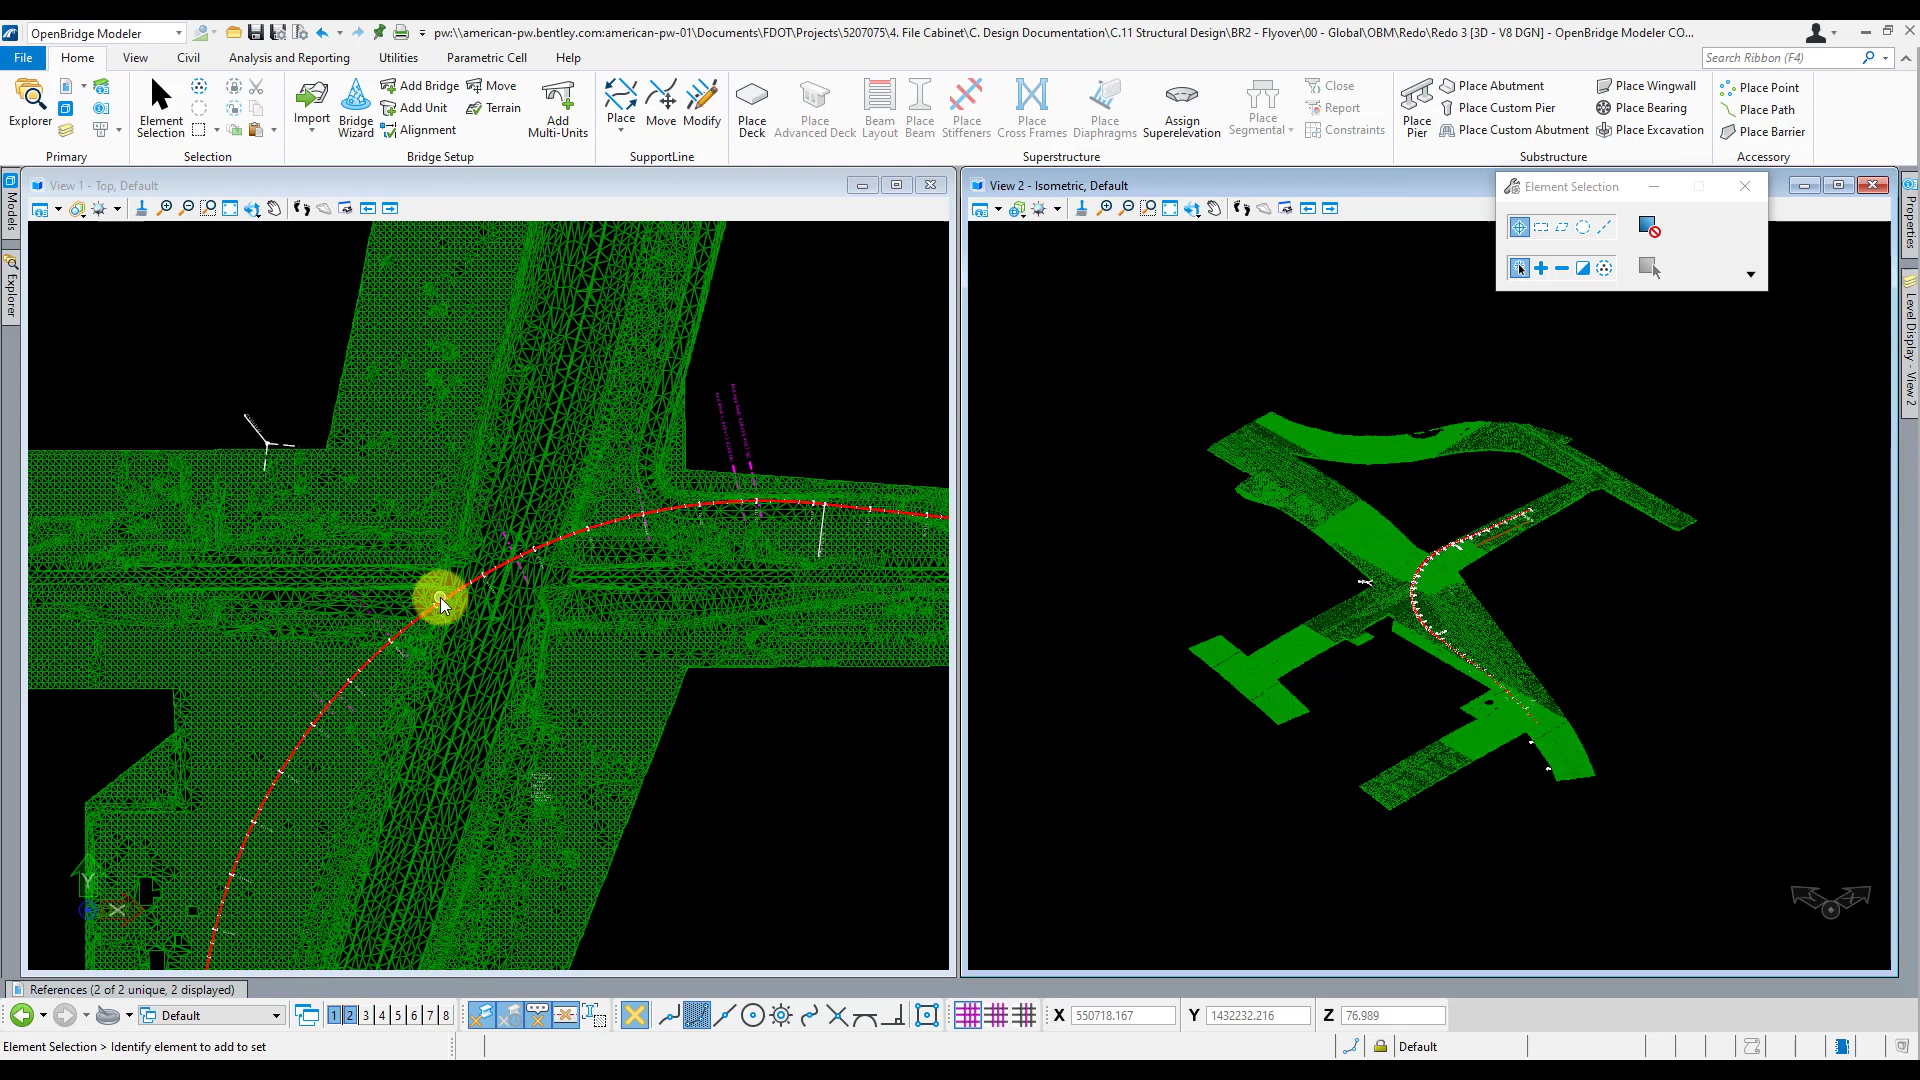 OpenBridge Modeler
pw:\\american-pw.bentley.com:american-pw-01\Documents\FDOT\Projects\5207075\4. File Cabinet\C. Design Documentation\C.11 Structural Design\BR2 - Flyover\00 - Global\OBM\Redo\Redo 3 [3D - V8 DGN] - OpenBridge Modeler CO...
File Home View Civil Analysis and Reporting Utilities Parametric Cell Help
Search Ribbon (F4)
Explorer
Primary
Element Selection
Selection
Import
Bridge Wizard
Add Bridge
Add Unit
Alignment
Move
Terrain
Add Multi-Units
Bridge Setup
Place
Move
Modify
SupportLine
Place Deck
Place Advanced Deck
Beam Layout
Place Beam
Place Stiffeners
Place Cross Frames
Place Diaphragms
Assign Superelevation
Place Segmental
Close
Report
Constraints
Superstructure
Place Pier
Place Abutment
Place Custom Pier
Place Custom Abutment
Place Wingwall
Place Bearing
Place Excavation
Substructure
Place Point
Place Path
Place Barrier
Accessory
Models
Explorer
View 1 - Top, Default
Y
X
View 2 - Isometric, Default
Element Selection
Properties
Level Display - View 2
References (2 of 2 unique, 2 displayed)
Default
1 2 3 4 5 6 7 8
X 550718.167
Y 1432232.216
Z 76.989
Element Selection > Identify element to add to set
Default